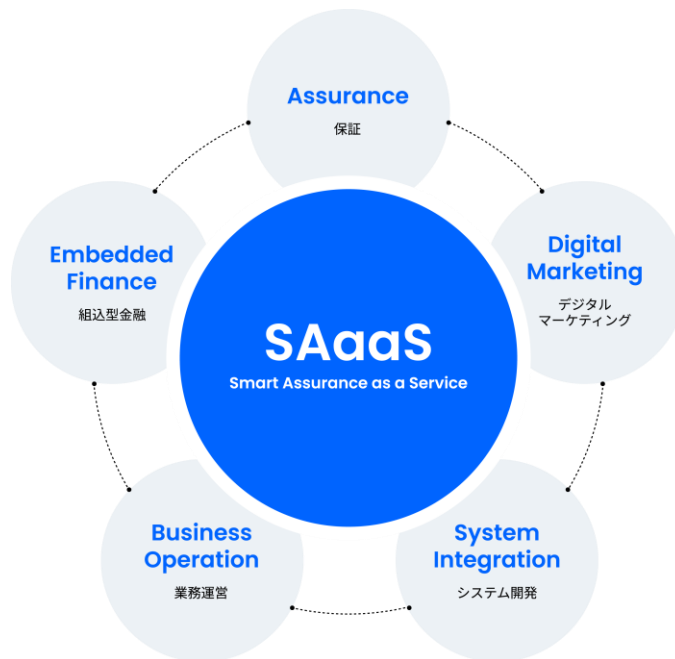 Assurance
保証
Embedded
Finance
組込型金融
Digital
Marketing
デジタル
マーケティング
SAaaS
Smart Assurance as a Service
Business
Operation
業務運営
System
Integration
システム開発